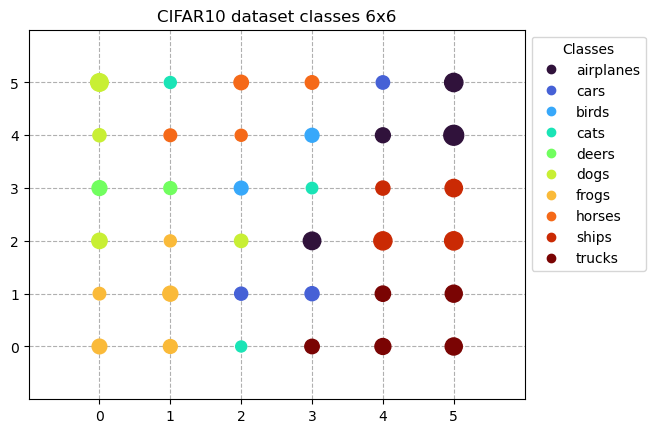 CIFAR10 dataset classes 6x6
5
4
3
2
1
0
0 1 2 3 4 5
Classes
airplanes
cars
birds
cats
deers
dogs
frogs
horses
ships
trucks